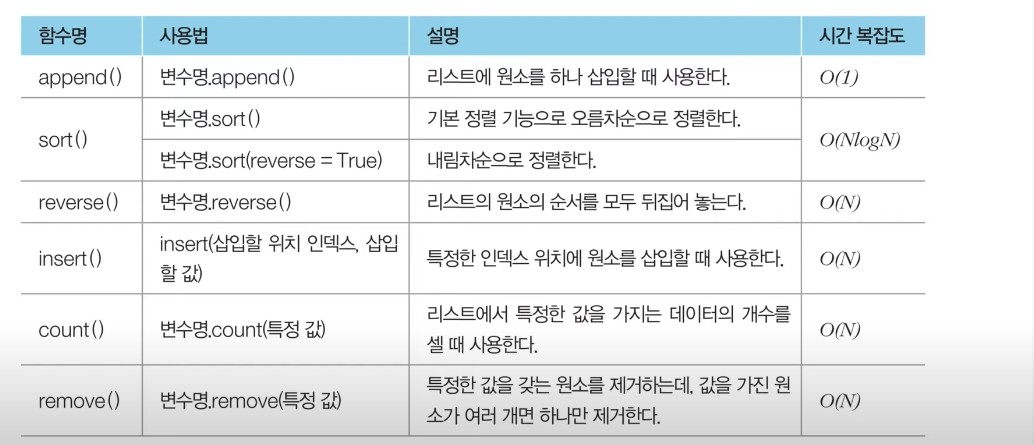 함수명 사용법 설명 시간 복잡도
append() 변수명.append() 리스트에 원소를 하나 삽입할 때 사용한다. O(1)
변수명.sort() 기본 정렬 기능으로 오름차순으로 정렬한다.
sort() O(NlogN)
변수명.sort(reverse = True) 내림차순으로 정렬한다.
reverse() 변수명.reverse() 리스트의 원소의 순서를 모두 뒤집어 놓는다. O(N)
insert(삽입할 위치 인덱스, 삽입
insert() 특정한 인덱스 위치에 원소를 삽입할 때 사용한다. O(N)
할 값)
리스트에서 특정한 값을 가지는 데이터의 개수를
count() 변수명.count(특정 값) O(N)
셀 때 사용한다.
특정한 값을 갖는 원소를 제거하는데, 값을 가진 원
remove() 변수명.remove(특정 값) O(N)
소가 여러 개면 하나만 제거한다.